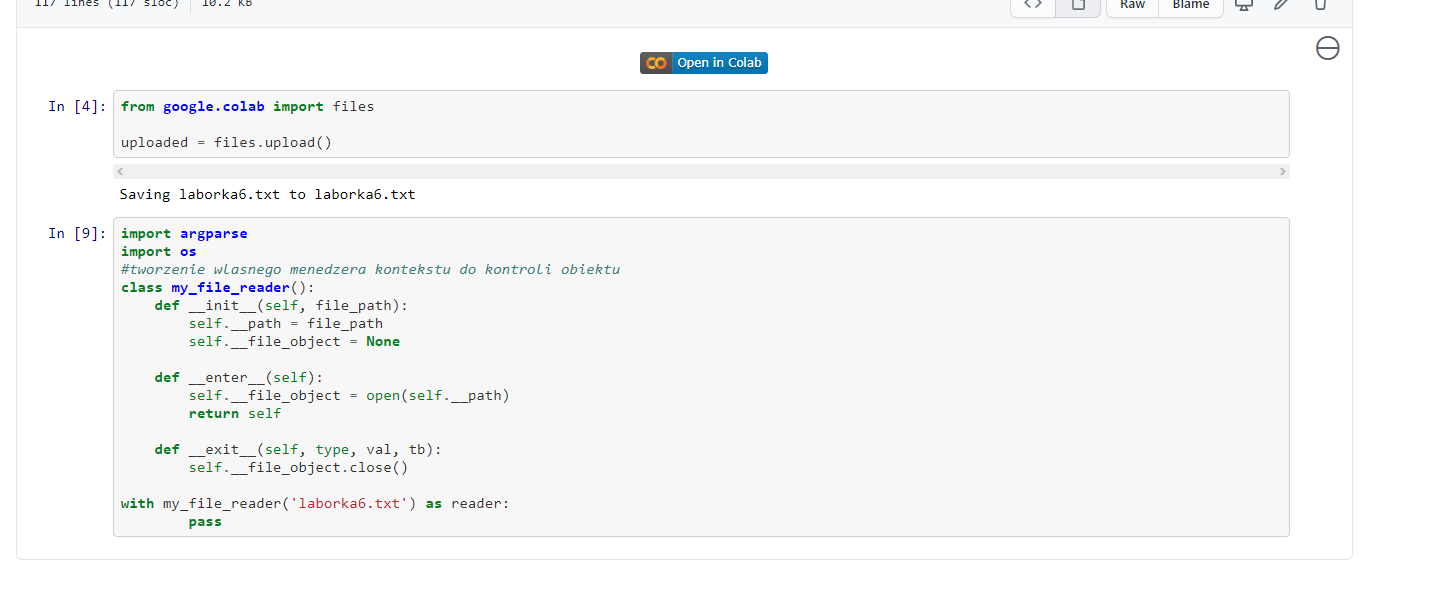 117 lines (117 sloc) 10.2 KB
Raw Blame
Open in Colab
In [4]: from google.colab import files
uploaded = files.upload()
Saving laborka6.txt to laborka6.txt
In [9]: import argparse
import os
#tworzenie wlasnego menedzera kontekstu do kontroli obiektu
class my_file_reader():
    def __init__(self, file_path):
        self.__path = file_path
        self.__file_object = None
    def __enter__(self):
        self.__file_object = open(self.__path)
        return self
    def __exit__(self, type, val, tb):
        self.__file_object.close()
with my_file_reader('laborka6.txt') as reader:
        pass